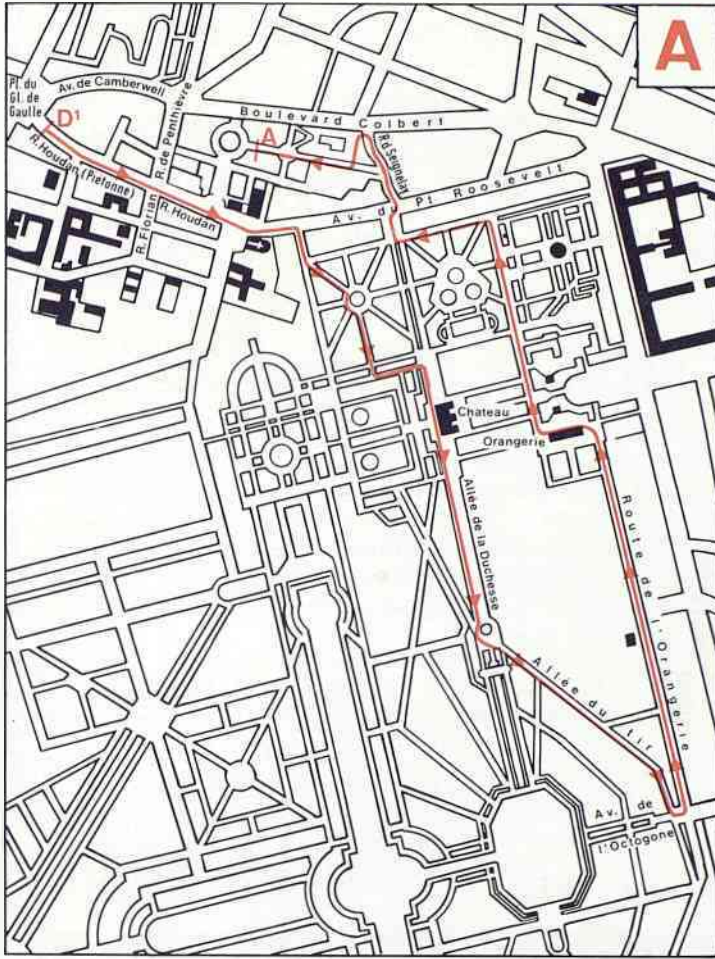 A
Pl. du
Gl. de
Gaulle
Av. de Camberwell
D¹
R. de Penthièvre
Boulevard Colbert
A
R.d Seignelay
R. Houdan (Piétonne)
R. Florian
R. Houdan
Av. du Pt. Roosevelt
Chateau
Orangerie
Allée de la Duchesse
Route de l'Orangerie
Allée du tir
Av. de
l'Octogone